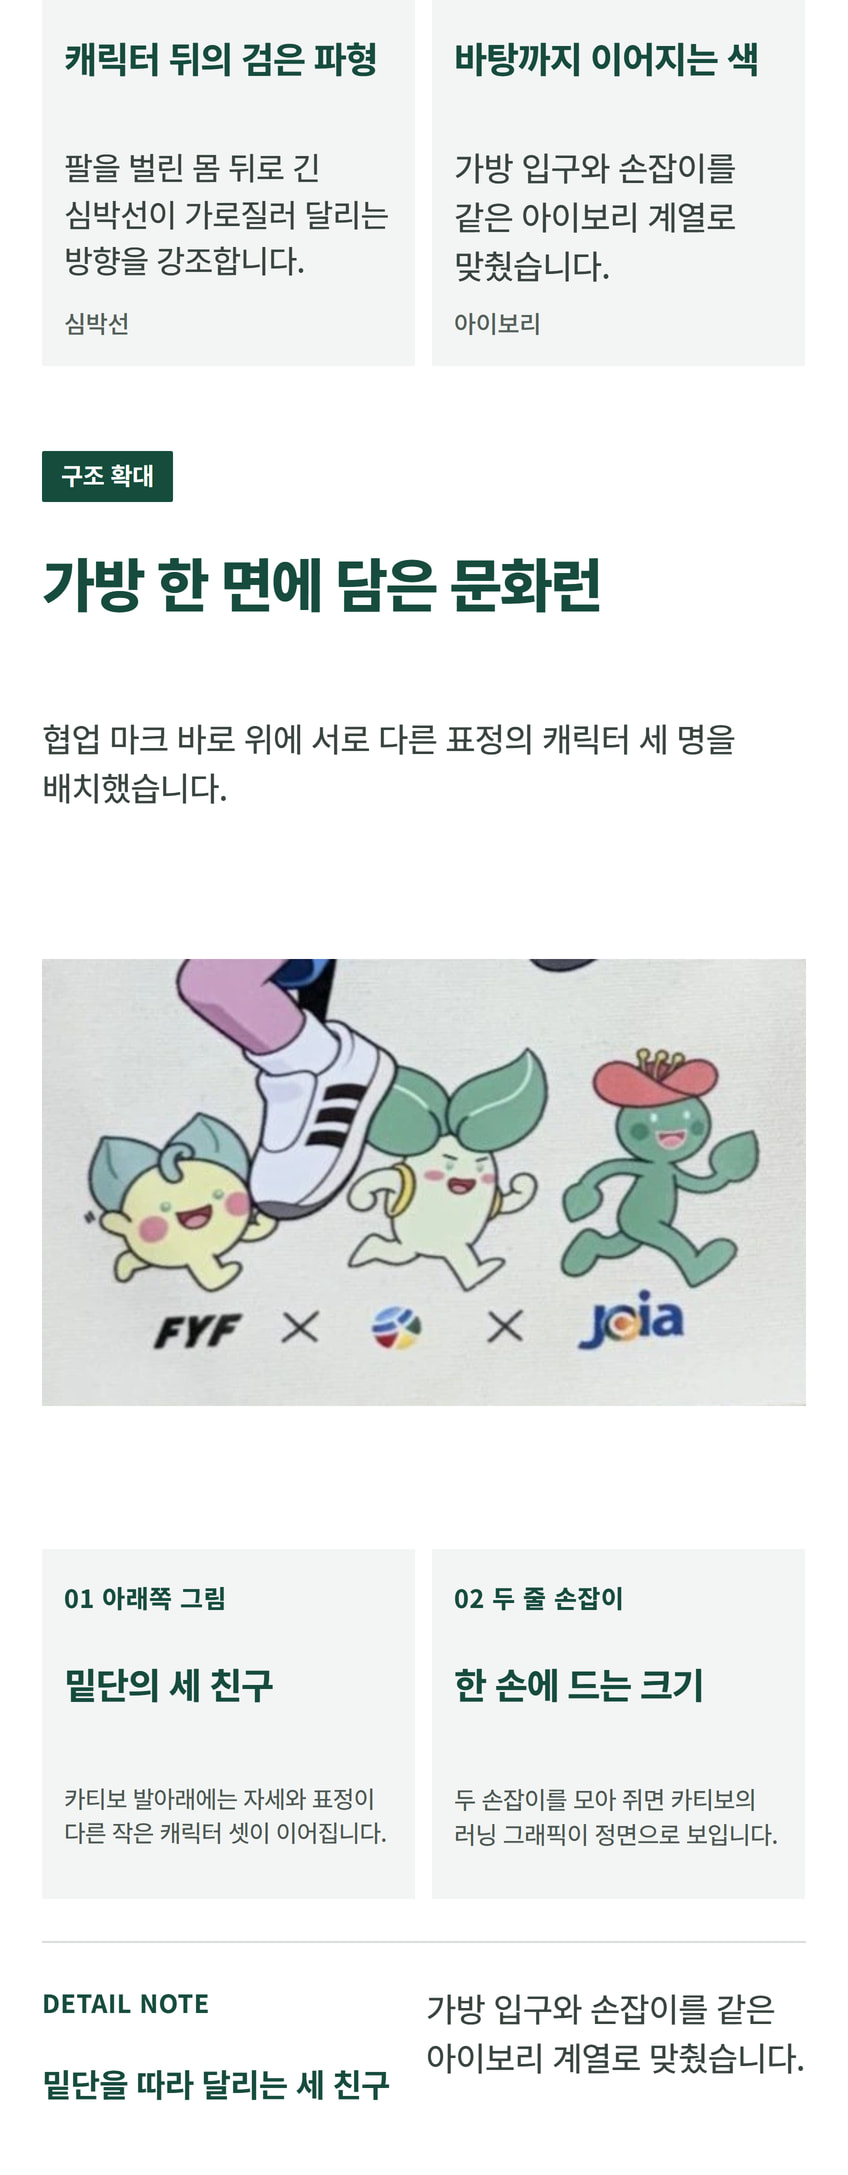 캐릭터 뒤의 검은 파형
팔을 벌린 몸 뒤로 긴
심박선이 가로질러 달리는
방향을 강조합니다.
심박선
바탕까지 이어지는 색
가방 입구와 손잡이를
같은 아이보리 계열로
맞췄습니다.
아이보리
구조 확대
가방 한 면에 담은 문화런
협업 마크 바로 위에 서로 다른 표정의 캐릭터 세 명을
배치했습니다.
FYF × × Joia
01 아래쪽 그림
밑단의 세 친구
카티보 발아래에는 자세와 표정이
다른 작은 캐릭터 셋이 이어집니다.
02 두 줄 손잡이
한 손에 드는 크기
두 손잡이를 모아 쥐면 카티보의
러닝 그래픽이 정면으로 보입니다.
DETAIL NOTE
밑단을 따라 달리는 세 친구
가방 입구와 손잡이를 같은
아이보리 계열로 맞췄습니다.